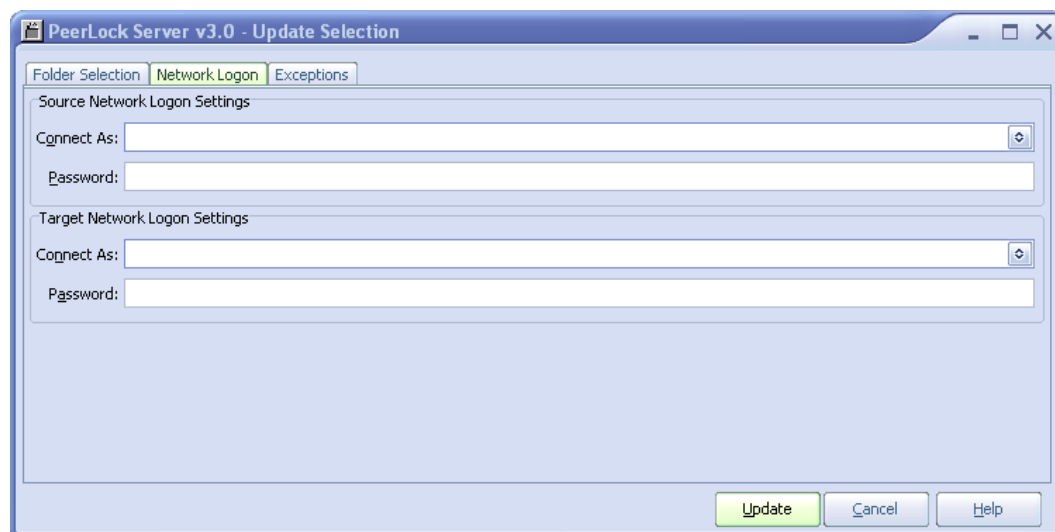 PeerLock Server v3.0 - Update Selection
Folder Selection Network Logon Exceptions
Source Network Logon Settings
Connect As:
Password:
Target Network Logon Settings
Connect As:
Password:
Update Cancel Help